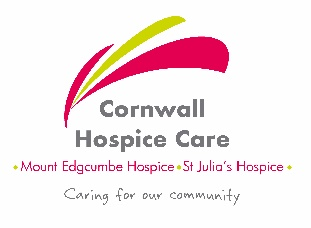 Cornwall
Hospice Care
Mount Edgcumbe Hospice St Julia's Hospice
Caring for our community